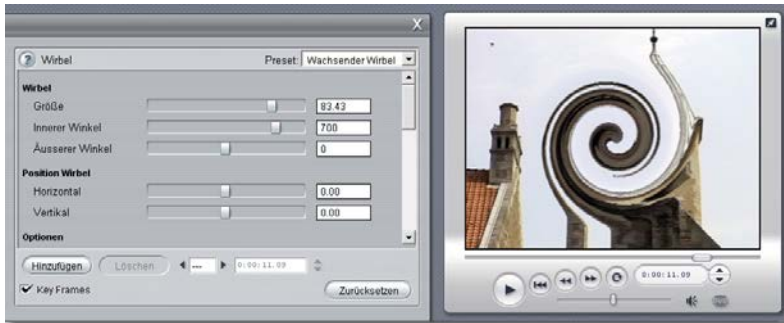 X
? Wirbel Preset: Wachsender Wirbel
Wirbel
Größe 83.43
Innerer Winkel 700
Äusserer Winkel 0
Position Wirbel
Horizontal 0.00
Vertikal 0.00
Optionen
Hinzufügen Löschen --- 0:00:11.09
Key Frames Zurücksetzen
0:00:11.09